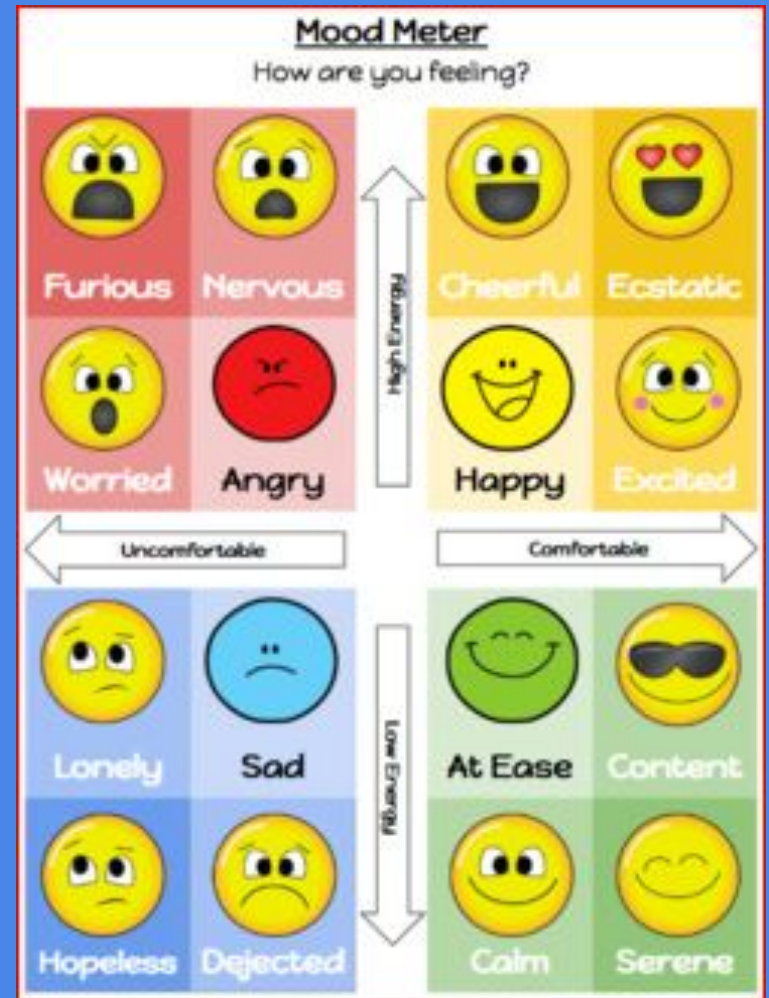 Mood Meter
How are you feeling?
Furious Nervous
Cheerful Ecstatic
High Energy
Worried Angry
Happy Excited
Uncomfortable
Comfortable
Lonely Sad
At Ease Content
Low Energy
Hopeless Dejected
Calm Serene